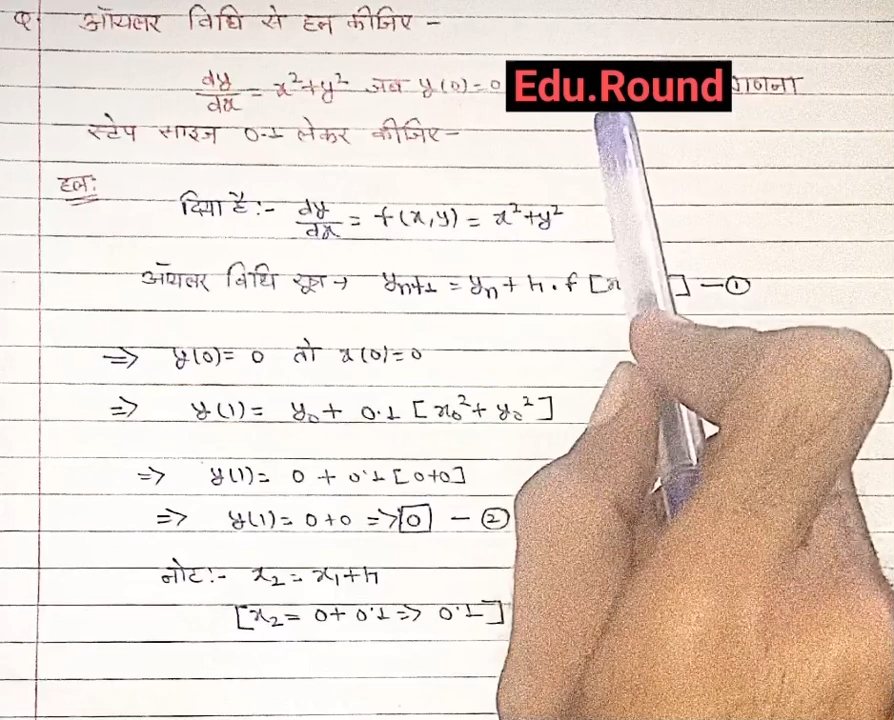 Q ऑयलर विधि से हल कीजिए -
dy/dx = x²+y² जब y(0)=0 Edu.Round गणना
स्टेप साइज 0.1 लेकर कीजिए -
हल:
दिया है:- dy/dx = f(x,y) = x²+y²
ऑयलर विधि सूत्र → yₙ₊₁ = yₙ + h . f [x ] — ①
⇒ y(0)= 0 तो x(0)=0
⇒ y(1)= y₀ + 0.1 [x₀²+ y₀²]
⇒ y(1)= 0 + 0.1 [0+0]
⇒ y(1)= 0+0 => 0 — ②
नोट:- x₂ = x₁+h
[x₂ = 0+0.1 => 0.1]